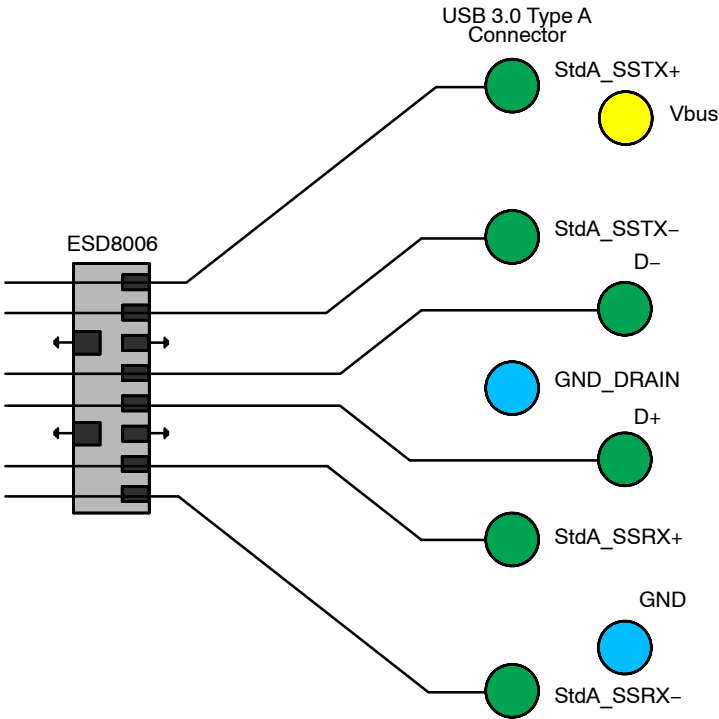 USB 3.0 Type A
Connector
StdA_SSTX+
Vbus
StdA_SSTX−
ESD8006
D−
GND_DRAIN
D+
StdA_SSRX+
GND
StdA_SSRX−